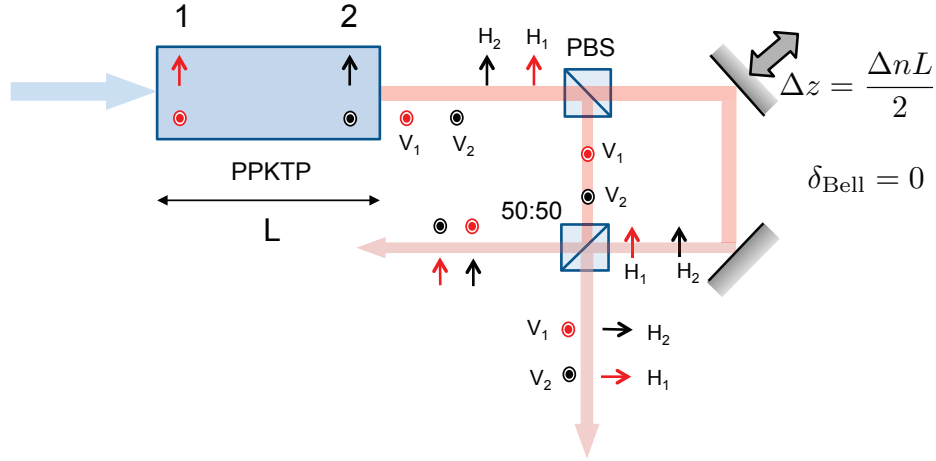 1
2
H₂
H₁
PBS
Δz = ΔnL/2
V₁
V₂
PPKTP
L
V₁
V₂
δ_Bell = 0
50:50
H₁
H₂
V₁
H₂
V₂
H₁